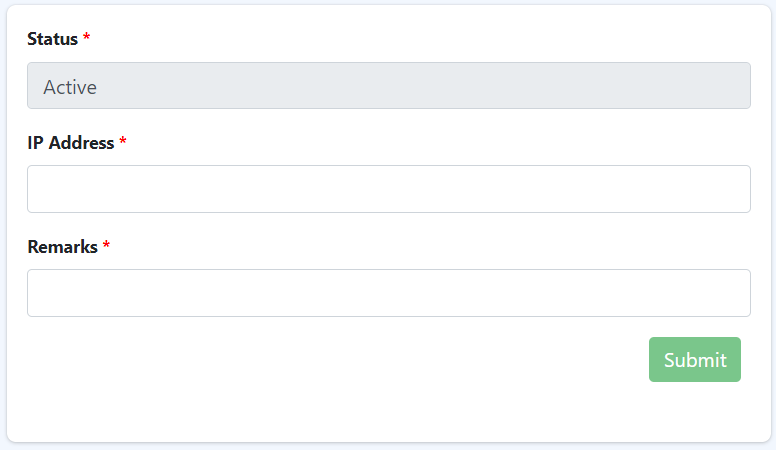 Status *
Active
IP Address *
Remarks *
Submit